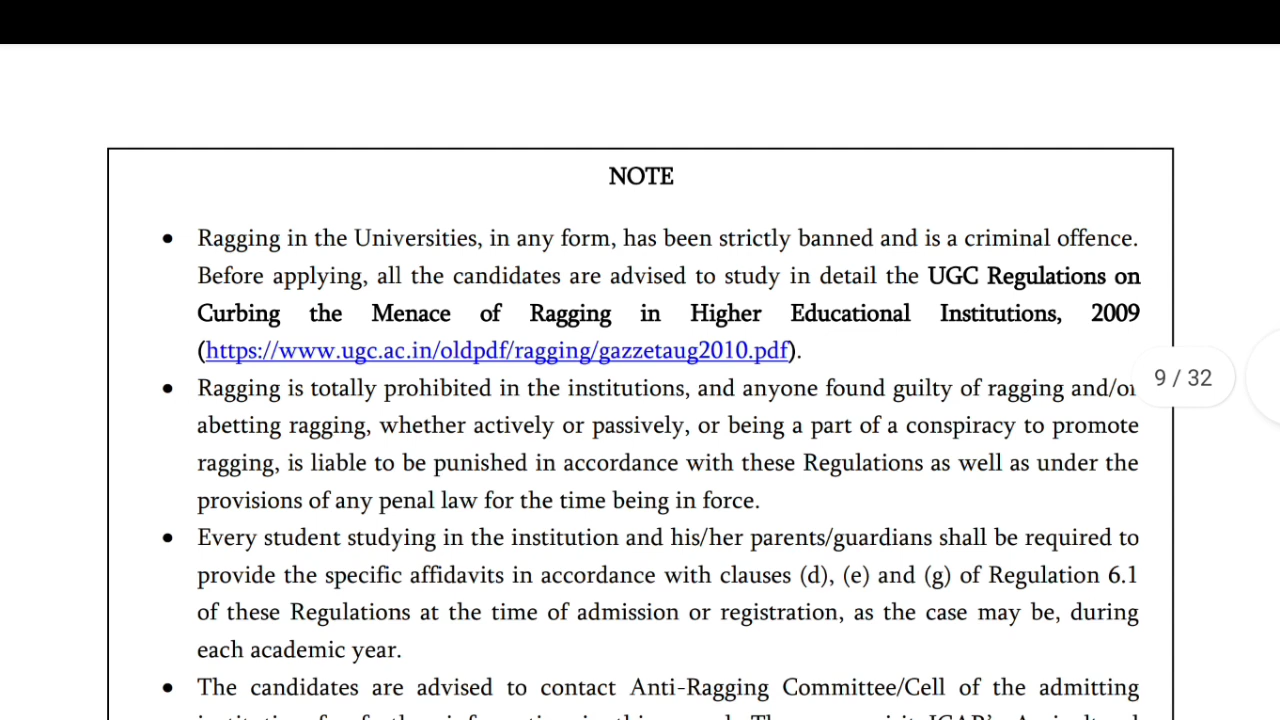 NOTE
• Ragging in the Universities, in any form, has been strictly banned and is a criminal offence.
Before applying, all the candidates are advised to study in detail the UGC Regulations on
Curbing the Menace of Ragging in Higher Educational Institutions, 2009
(https://www.ugc.ac.in/oldpdf/ragging/gazzetaug2010.pdf).
• Ragging is totally prohibited in the institutions, and anyone found guilty of ragging and/or
9 / 32
abetting ragging, whether actively or passively, or being a part of a conspiracy to promote
ragging, is liable to be punished in accordance with these Regulations as well as under the
provisions of any penal law for the time being in force.
• Every student studying in the institution and his/her parents/guardians shall be required to
provide the specific affidavits in accordance with clauses (d), (e) and (g) of Regulation 6.1
of these Regulations at the time of admission or registration, as the case may be, during
each academic year.
• The candidates are advised to contact Anti-Ragging Committee/Cell of the admitting